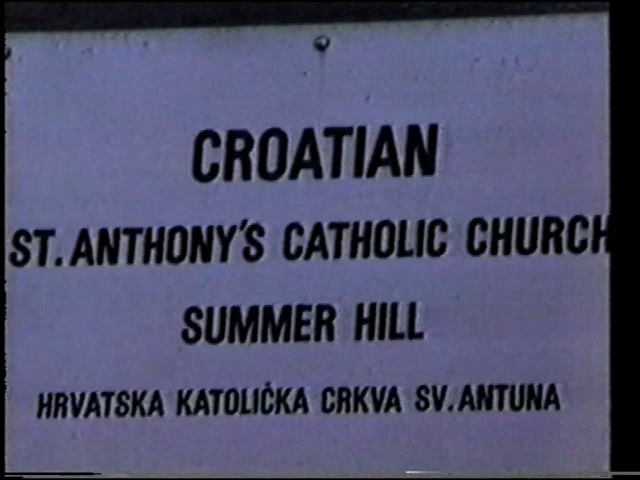 CROATIAN
ST. ANTHONY'S CATHOLIC CHURCH
SUMMER HILL
HRVATSKA KATOLIČKA CRKVA SV. ANTUNA